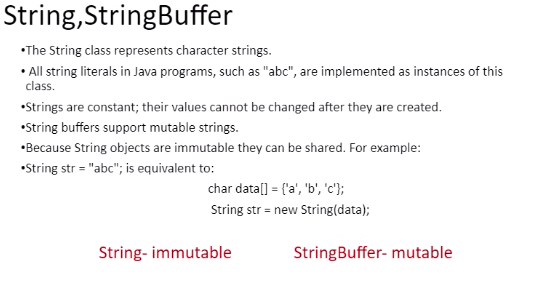 String,StringBuffer
•The String class represents character strings.
• All string literals in Java programs, such as "abc", are implemented as instances of this
class.
•Strings are constant; their values cannot be changed after they are created.
•String buffers support mutable strings.
•Because String objects are immutable they can be shared. For example:
•String str = "abc"; is equivalent to:
char data[] = {'a', 'b', 'c'};
String str = new String(data);
String- immutable StringBuffer- mutable